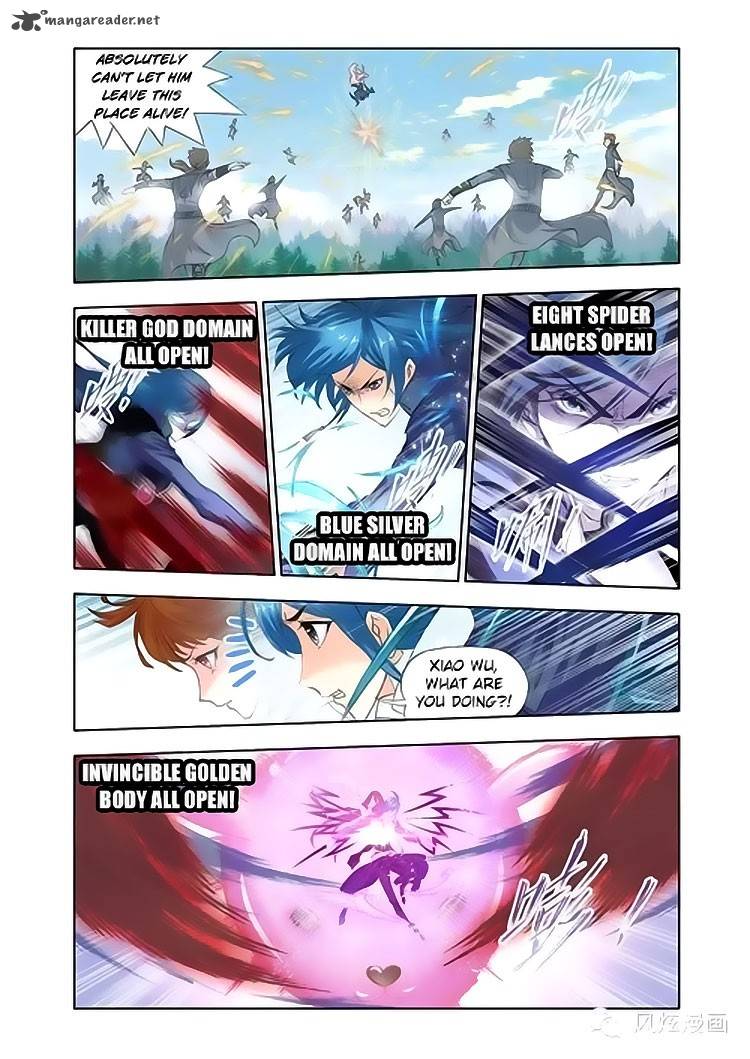 mangareader.net
ABSOLUTELY
CAN'T LET HIM
LEAVE THIS
PLACE ALIVE!
KILLER GOD DOMAIN
ALL OPEN!
BLUE SILVER
DOMAIN ALL OPEN!
EIGHT SPIDER
LANCES OPEN!
XIAO WU,
WHAT ARE
YOU DOING?!
INVINCIBLE GOLDEN
BODY ALL OPEN!
风炫漫画